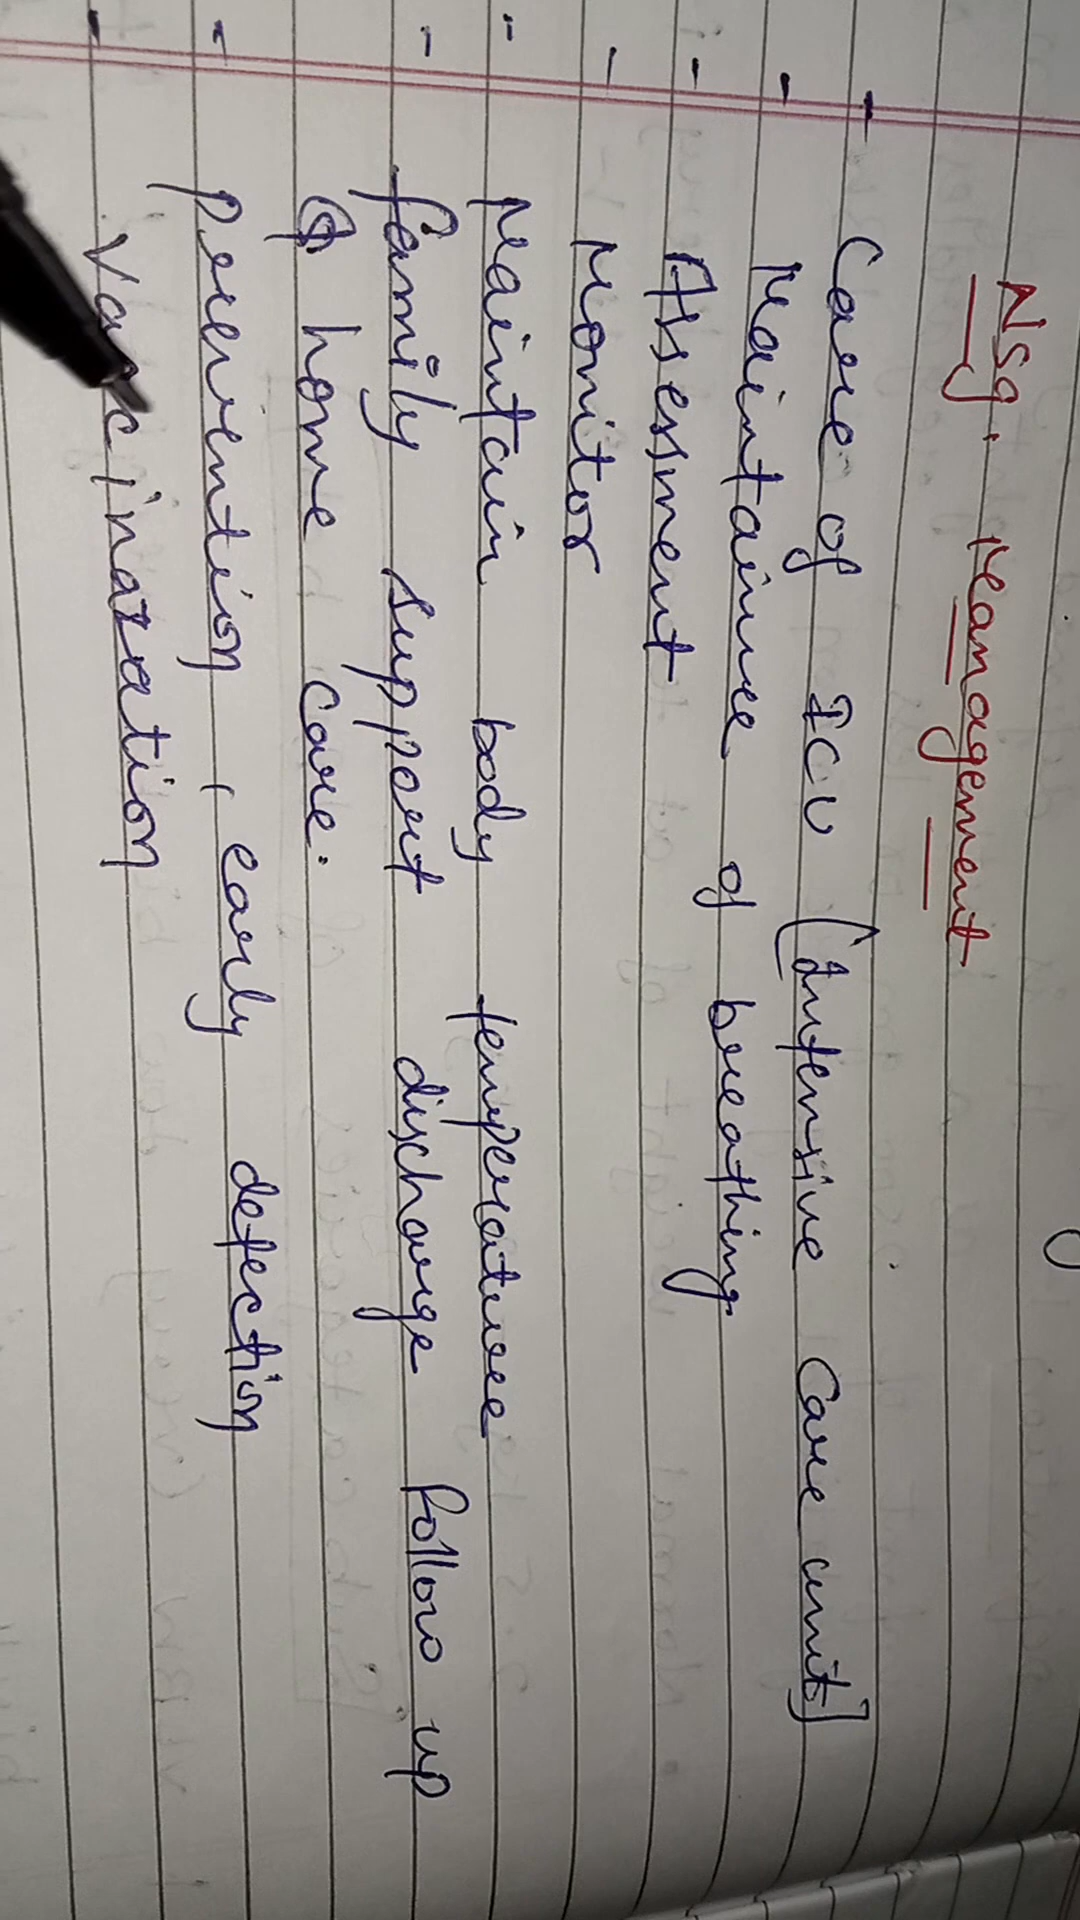 Nsg. Management
- Care of ICU [Intensive Care unit]
- Maintaince of breathing
- Assessment
- Monitor
- Maintain body temperature
- family support discharge follow up
& home care.
- prevention, early detection
- Vaccination